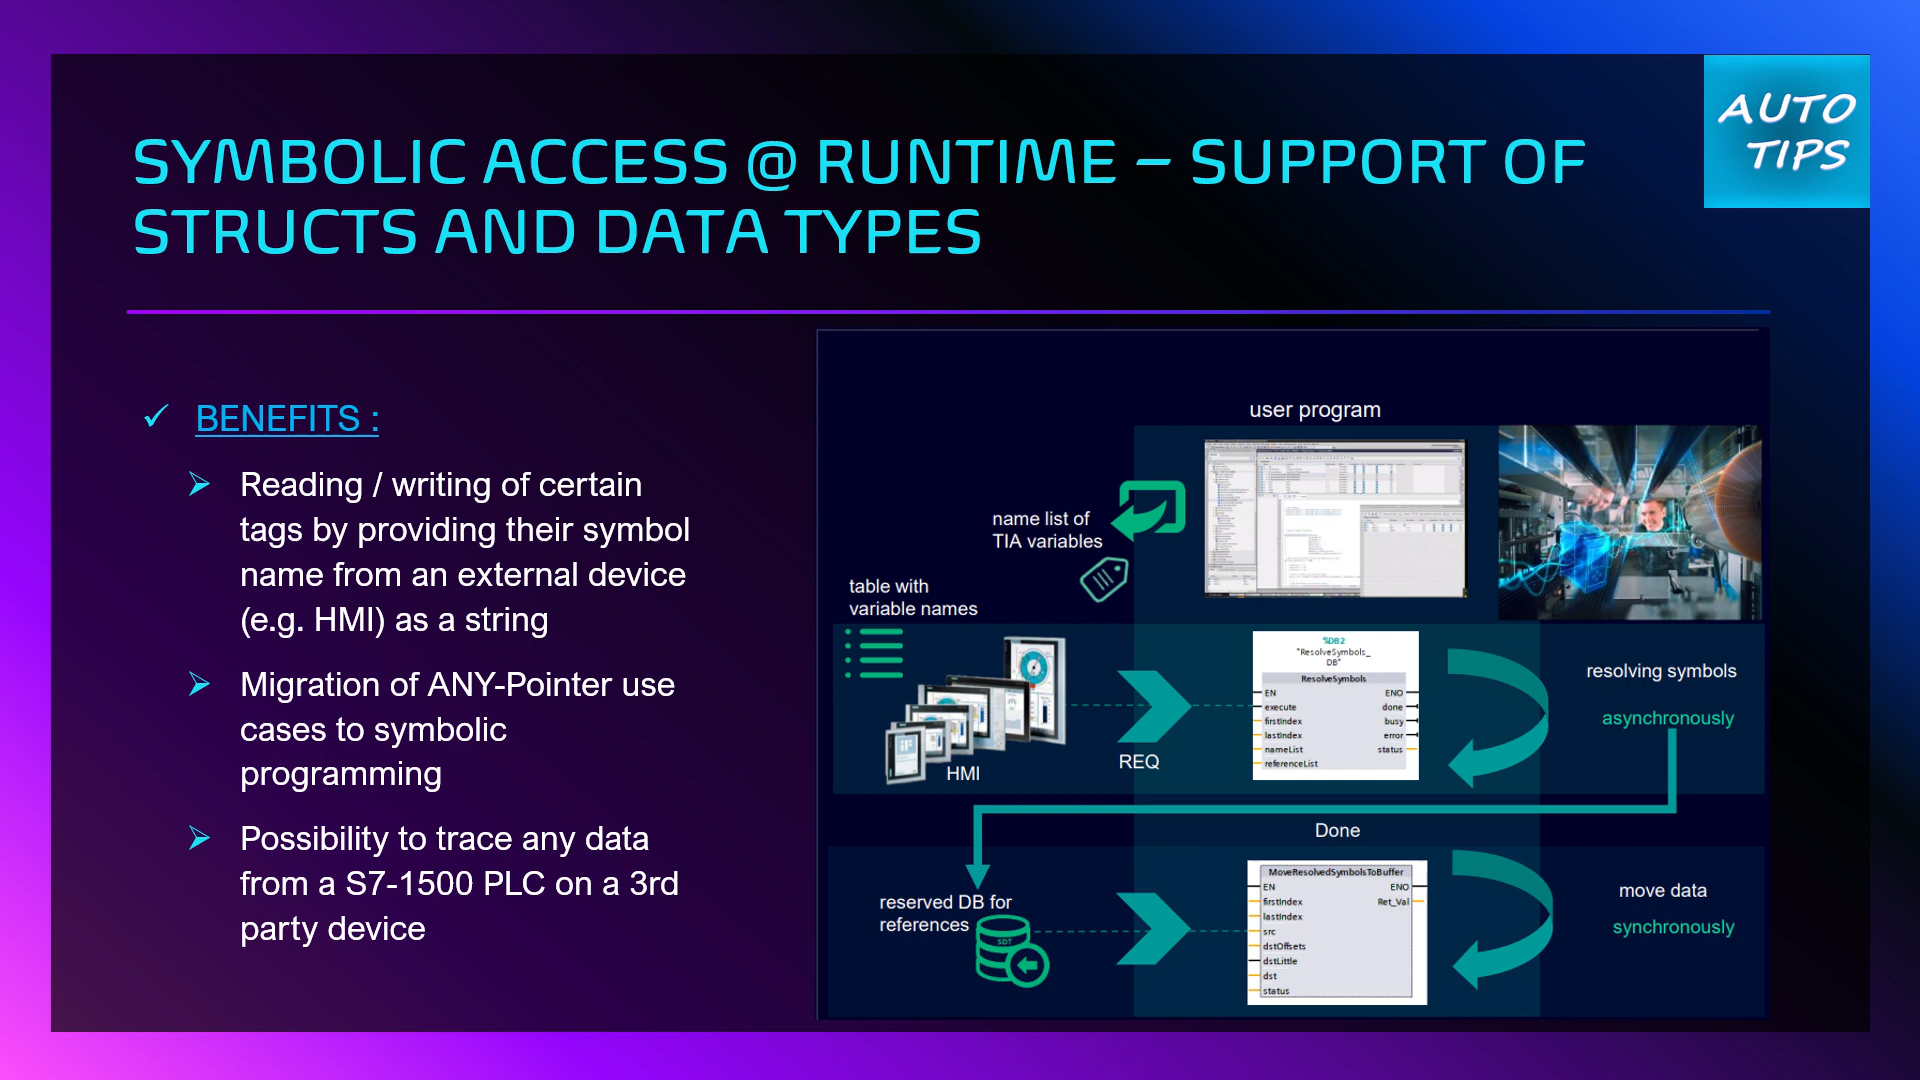 AUTO
TIPS
SYMBOLIC ACCESS @ RUNTIME – SUPPORT OF
STRUCTS AND DATA TYPES
BENEFITS :
Reading / writing of certain
tags by providing their symbol
name from an external device
(e.g. HMI) as a string
Migration of ANY-Pointer use
cases to symbolic
programming
Possibility to trace any data
from a S7-1500 PLC on a 3rd
party device
user program
name list of
TIA variables
table with
variable names
HMI
REQ
%DB2
"ResolveSymbols_
DB"
ResolveSymbols
EN ENO
execute done
firstIndex busy
lastIndex error
nameList status
referenceList
resolving symbols
asynchronously
Done
reserved DB for
references
SDT
MoveResolvedSymbolsToBuffer
EN ENO
firstIndex Ret_Val
lastIndex
src
dstOffsets
dstLittle
dst
status
move data
synchronously